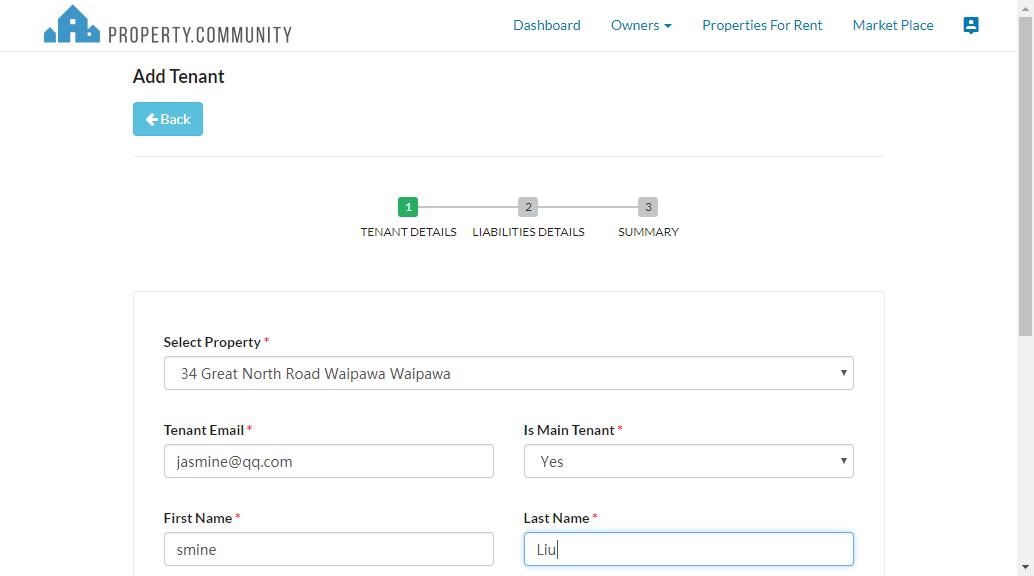 PROPERTY.COMMUNITY Dashboard Owners Properties For Rent Market Place
Add Tenant
Back
1 2 3
TENANT DETAILS LIABILITIES DETAILS SUMMARY
Select Property *
34 Great North Road Waipawa Waipawa
Tenant Email * Is Main Tenant *
jasmine@qq.com Yes
First Name * Last Name *
smine Liu